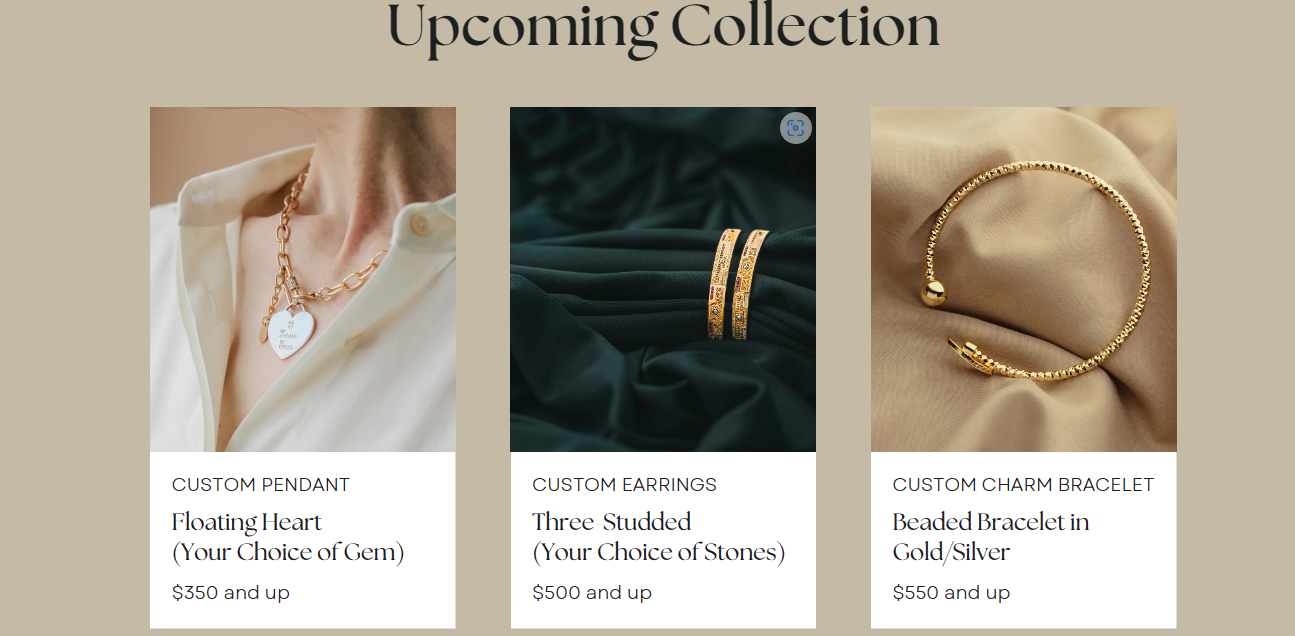 Upcoming Collection
CUSTOM PENDANT
Floating Heart
(Your Choice of Gem)
$350 and up
CUSTOM EARRINGS
Three-Studded
(Your Choice of Stones)
$500 and up
CUSTOM CHARM BRACELET
Beaded Bracelet in
Gold/Silver
$550 and up